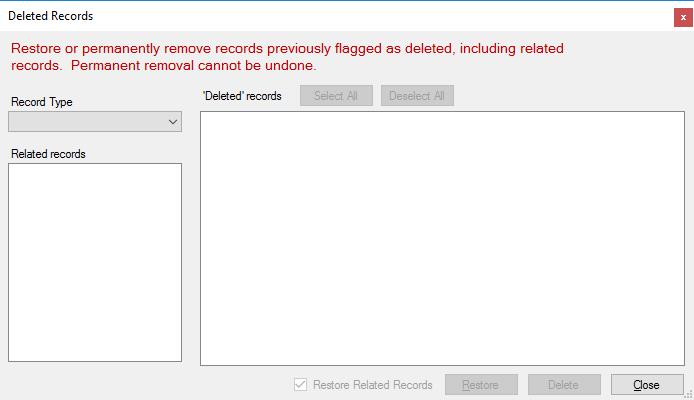 Deleted Records
x
Restore or permanently remove records previously flagged as deleted, including related
records.  Permanent removal cannot be undone.
Record Type
'Deleted' records
Select All
Deselect All
Related records
Restore Related Records
Restore
Delete
Close